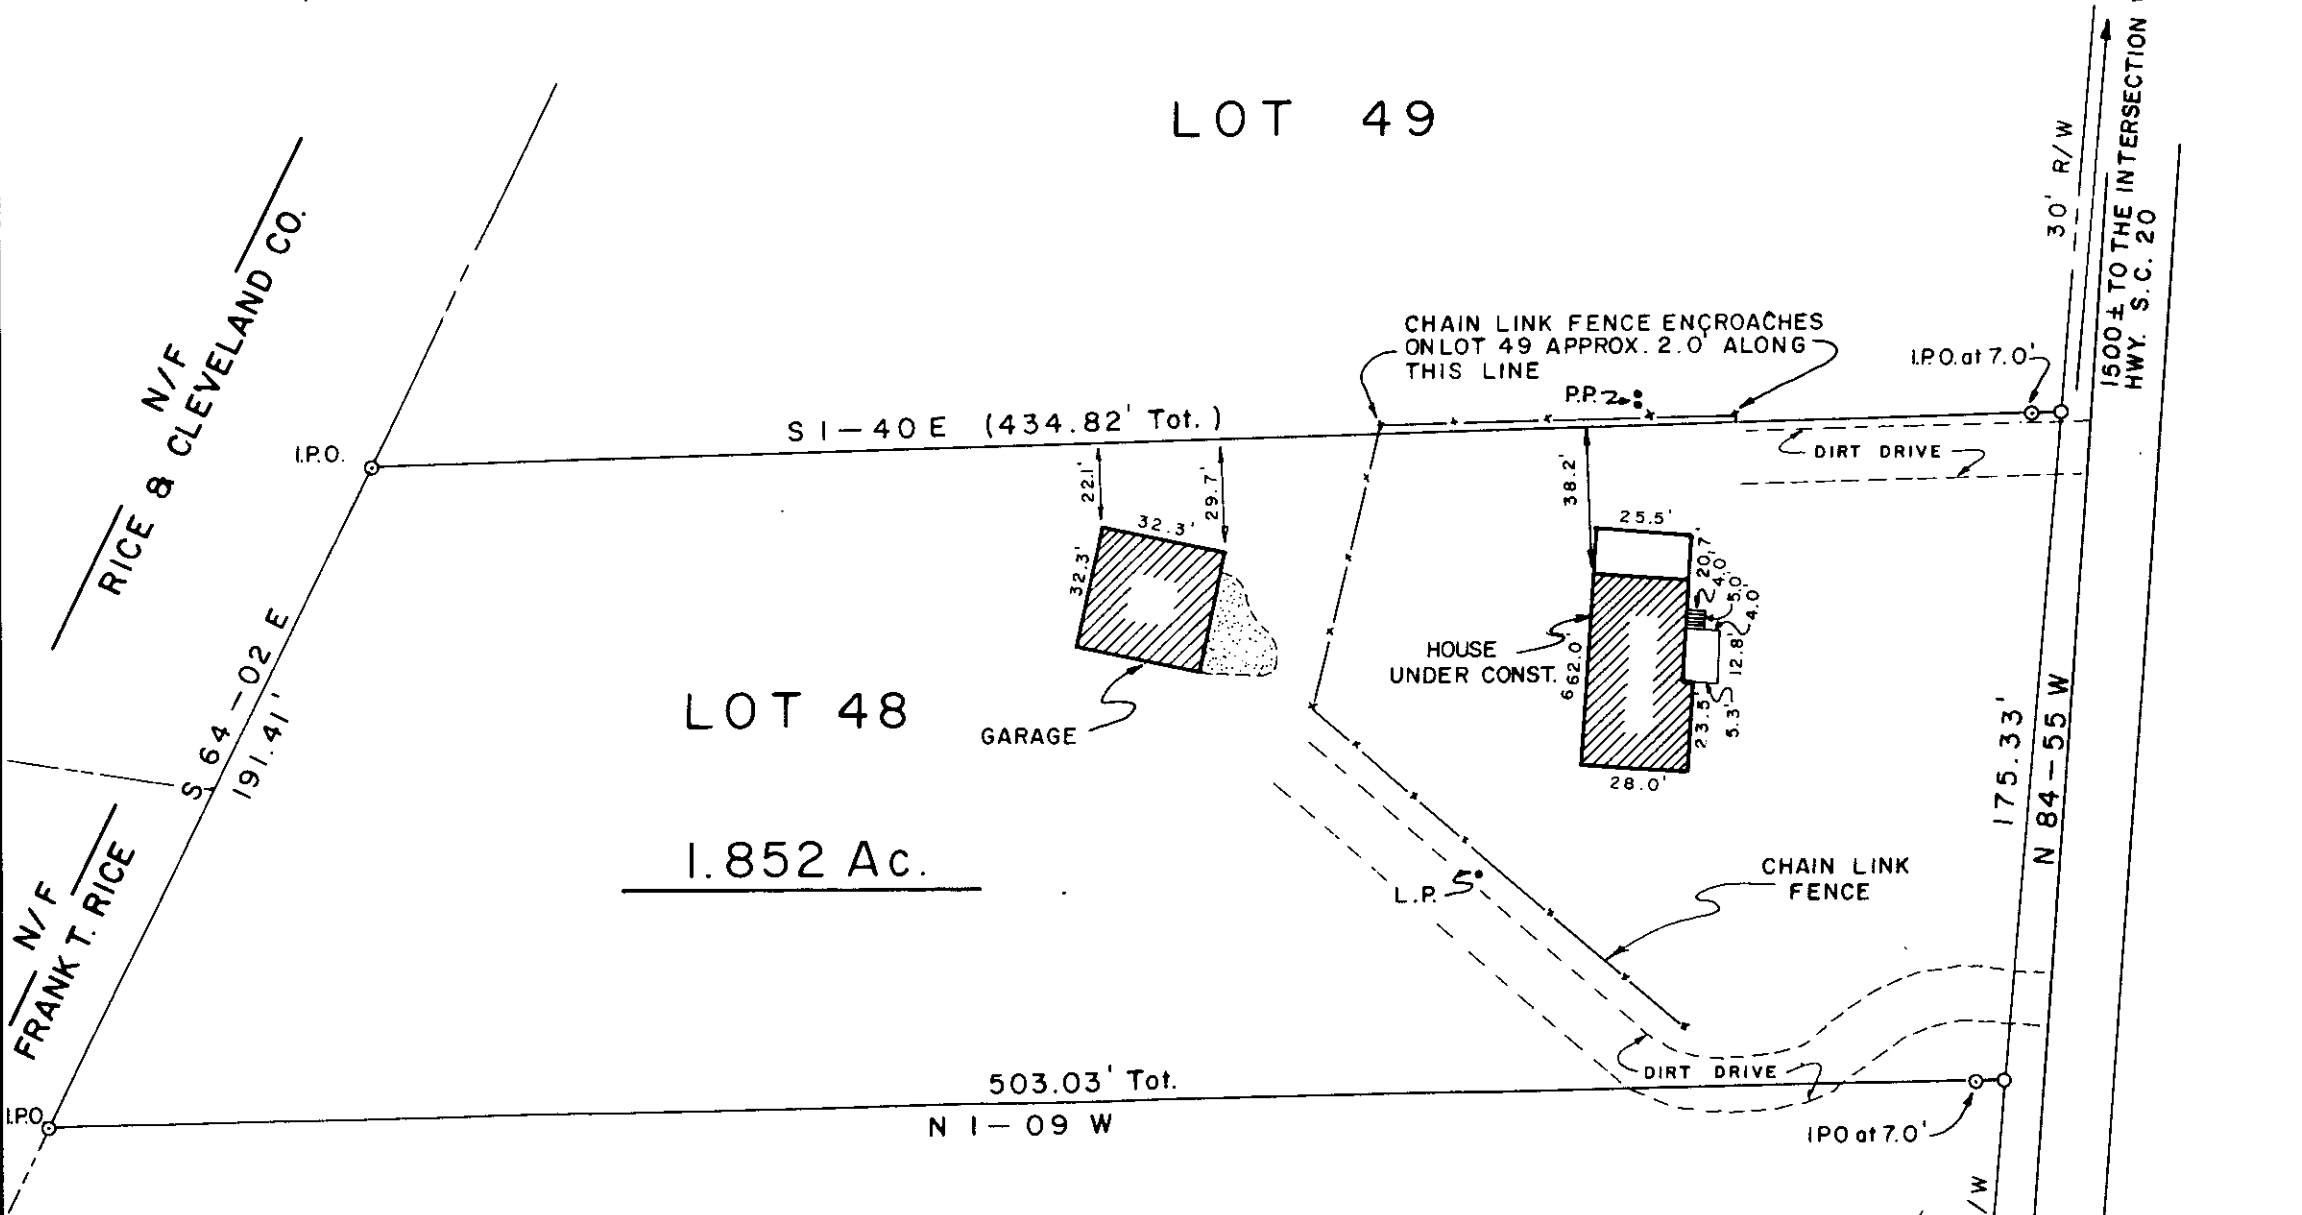 LOT 49
30' R/W
1500± TO THE INTERSECTION
HWY. S.C. 20
N/F
RICE & CLEVELAND CO.
CHAIN LINK FENCE ENCROACHES
ON LOT 49 APPROX. 2.0' ALONG
THIS LINE
P.P.
I.P.O. at 7.0'
S 1-40 E (434.82' Tot.)
I.P.O.
DIRT DRIVE
22.1'
29.7'
38.2'
32.3'
32.3'
25.5'
20.7'
4.0'
5.0'
4.0'
12.8'
5.3'
23.5'
62.0'
28.0'
HOUSE
UNDER CONST.
GARAGE
LOT 48
1.852 Ac.
S 64-02 E
191.41'
175.33'
N 84-55 W
N/F
FRANK T. RICE
L.P.
CHAIN LINK
FENCE
DIRT DRIVE
503.03' Tot.
N 1-09 W
I.P.O.
IPO at 7.0'
/W